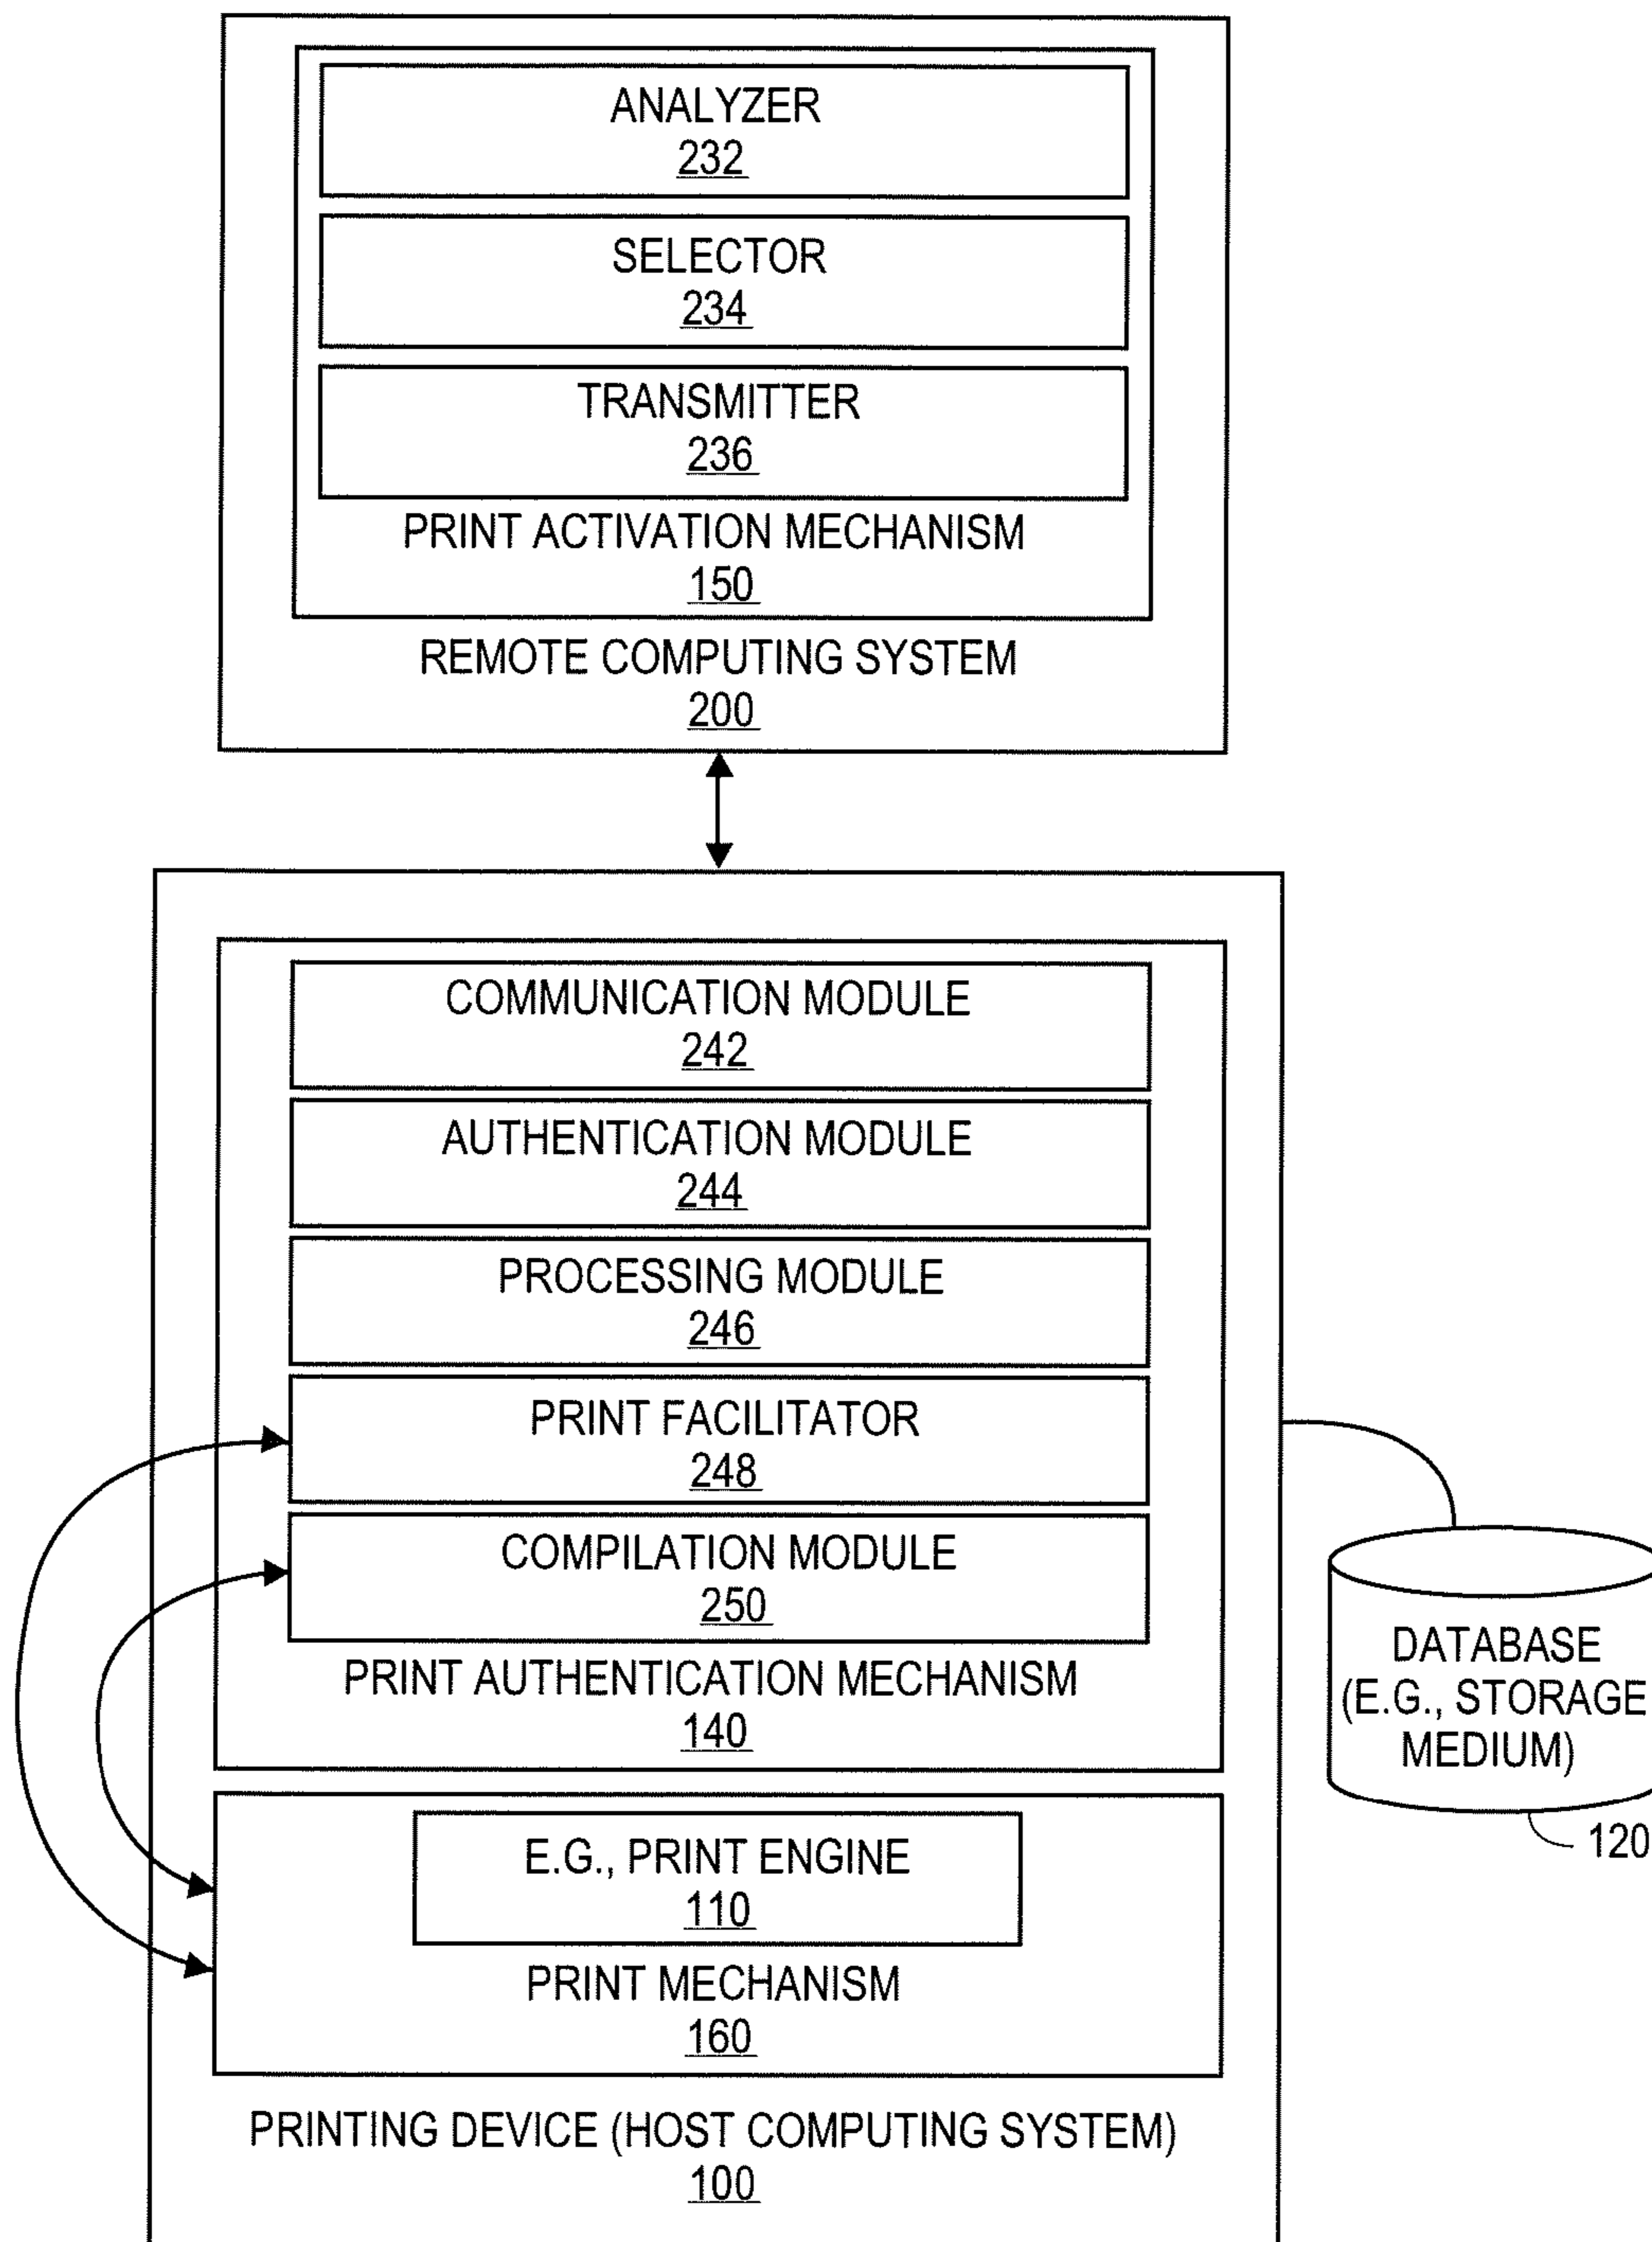 ANALYZER
232
SELECTOR
234
TRANSMITTER
236
PRINT ACTIVATION MECHANISM
150
REMOTE COMPUTING SYSTEM
200
COMMUNICATION MODULE
242
AUTHENTICATION MODULE
244
PROCESSING MODULE
246
PRINT FACILITATOR
248
COMPILATION MODULE
250
PRINT AUTHENTICATION MECHANISM
140
DATABASE
(E.G., STORAGE
MEDIUM)
120
E.G., PRINT ENGINE
110
PRINT MECHANISM
160
PRINTING DEVICE (HOST COMPUTING SYSTEM)
100